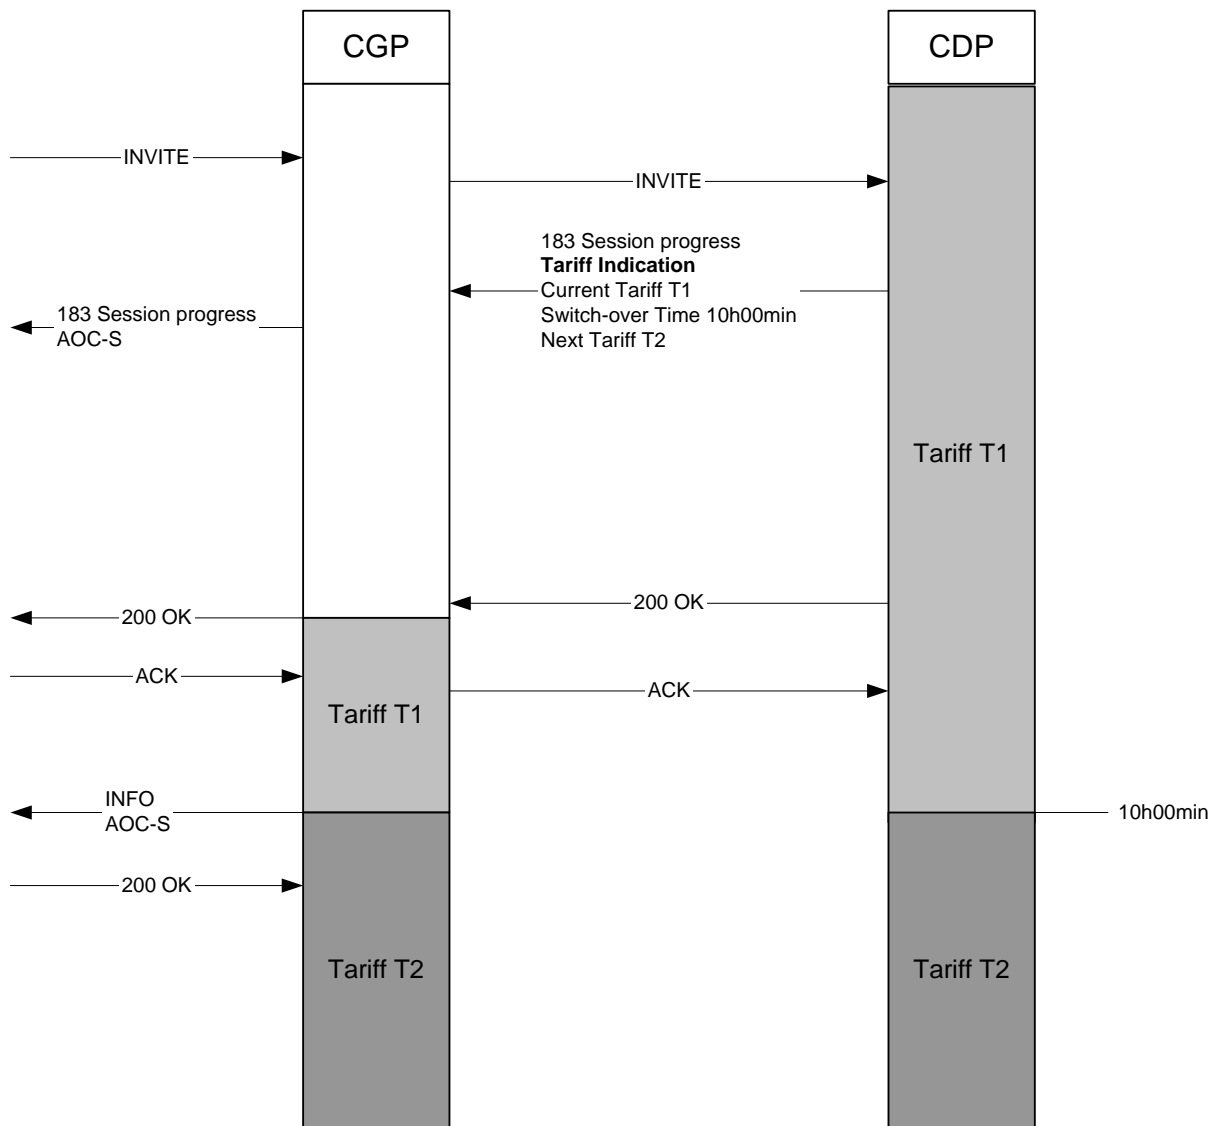 CGP
CDP
INVITE
INVITE
183 Session progress
Tariff Indication
Current Tariff T1
Switch-over Time 10h00min
Next Tariff T2
183 Session progress
AOC-S
Tariff T1
200 OK
200 OK
ACK
ACK
Tariff T1
INFO
AOC-S
10h00min
200 OK
Tariff T2
Tariff T2